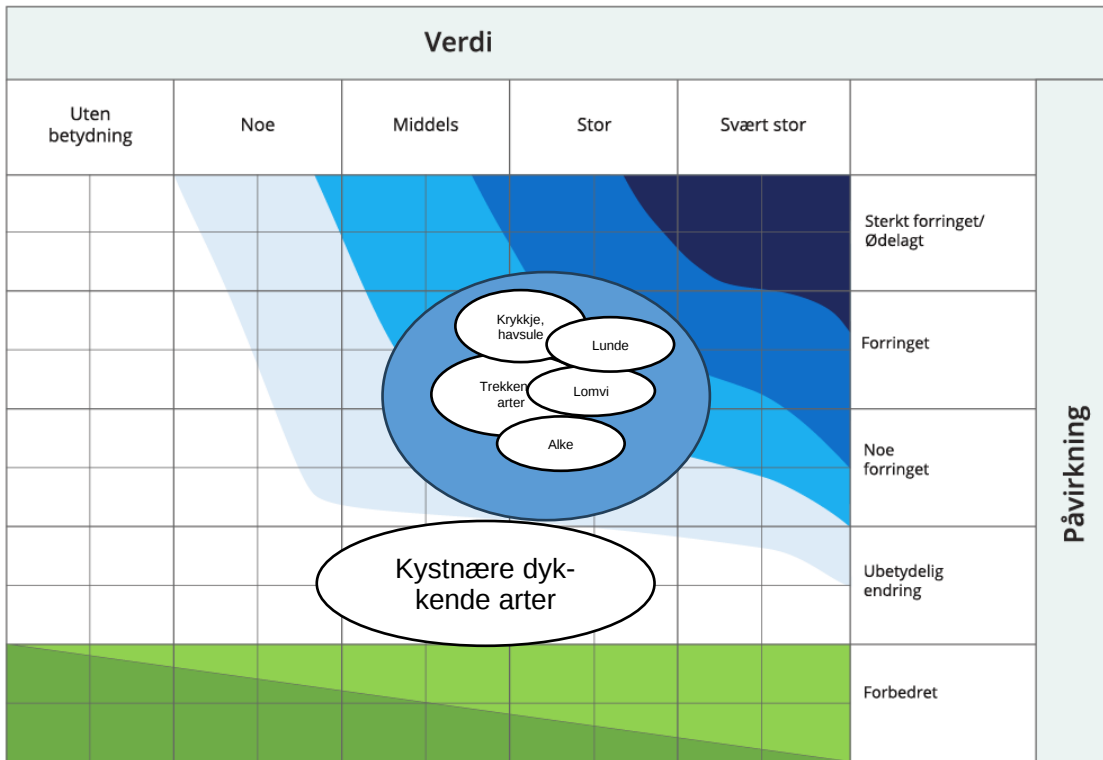 Verdi
Uten
betydning
Noe
Middels
Stor
Svært stor
Sterkt forringet/
Ødelagt
Krykkje,
havsule
Lunde
Forringet
Trekken
arter
Lomvi
Alke
Noe
forringet
Påvirkning
Kystnære dyk-
kende arter
Ubetydelig
endring
Forbedret